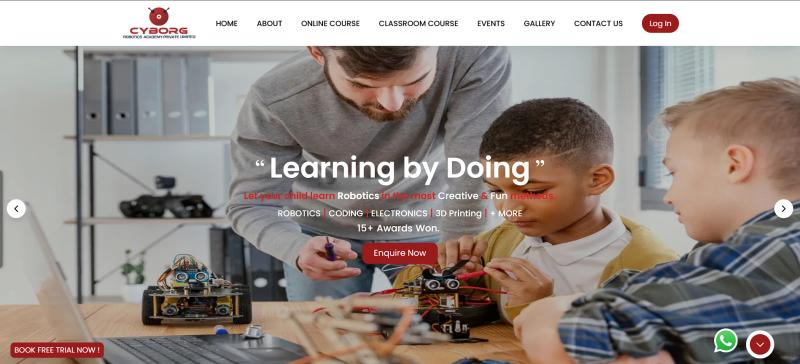 CYBORG
ROBOTICS ACADEMY PRIVATE LIMITED
HOME ABOUT ONLINE COURSE CLASSROOM COURSE EVENTS GALLERY CONTACT US Log In
“ Learning by Doing ”
Let your child learn Robotics in the most Creative & Fun methods.
ROBOTICS | CODING | ELECTRONICS | 3D Printing | + MORE
15+ Awards Won.
Enquire Now
BOOK FREE TRIAL NOW !